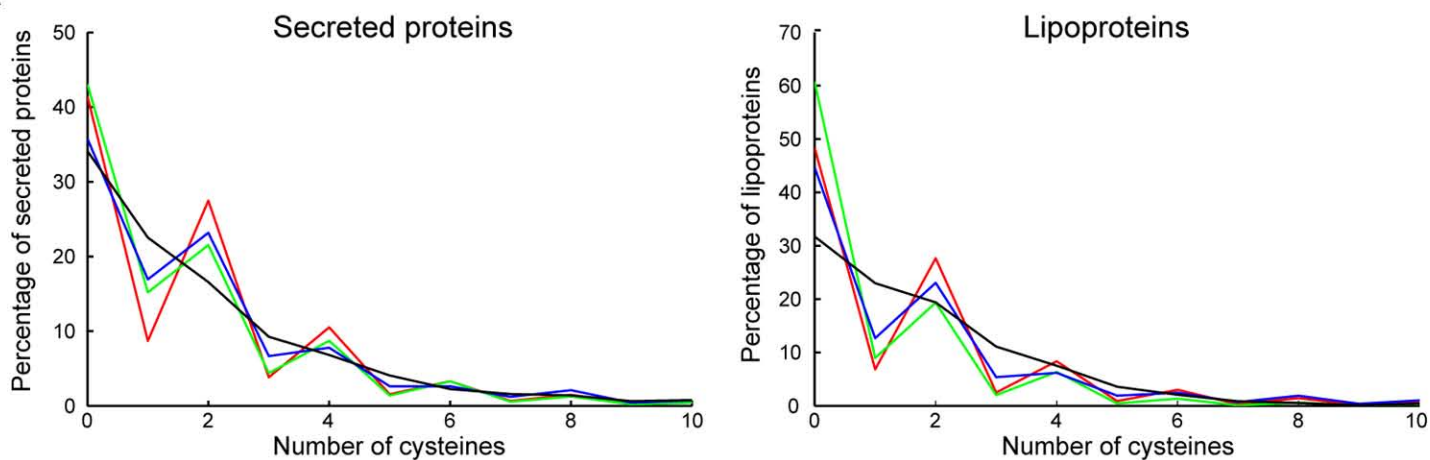 Secreted proteins
Percentage of secreted proteins
50
40
30
20
10
0
0 2 4 6 8 10
Number of cysteines
Lipoproteins
Percentage of lipoproteins
70
60
50
40
30
20
10
0
0 2 4 6 8 10
Number of cysteines